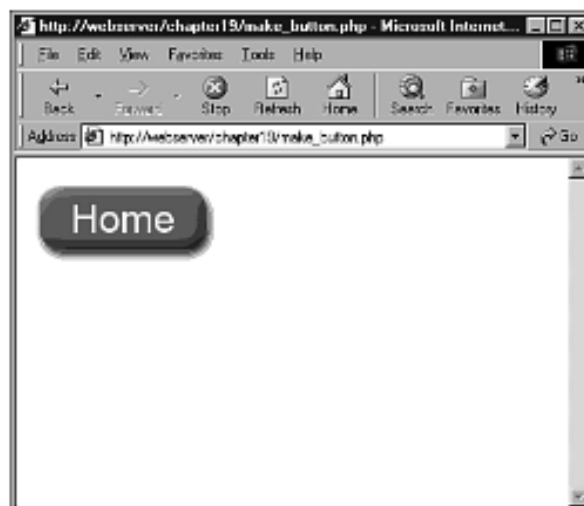 http://webserver/chapter19/make_button.php - Microsoft Internet...
File Edit View Favorites Tools Help
Back Forward Stop Refresh Home Search Favorites History
Address http://webserver/chapter19/make_button.php Go
Home